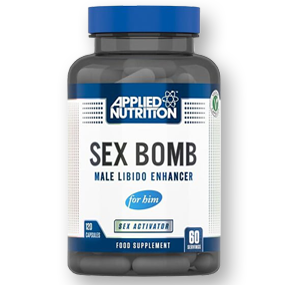 APPLIED
NUTRITION
SEX BOMB
MALE LIBIDO ENHANCER
for him
SEX ACTIVATOR
120
CAPSULES
FOOD SUPPLEMENT
60
SERVINGS